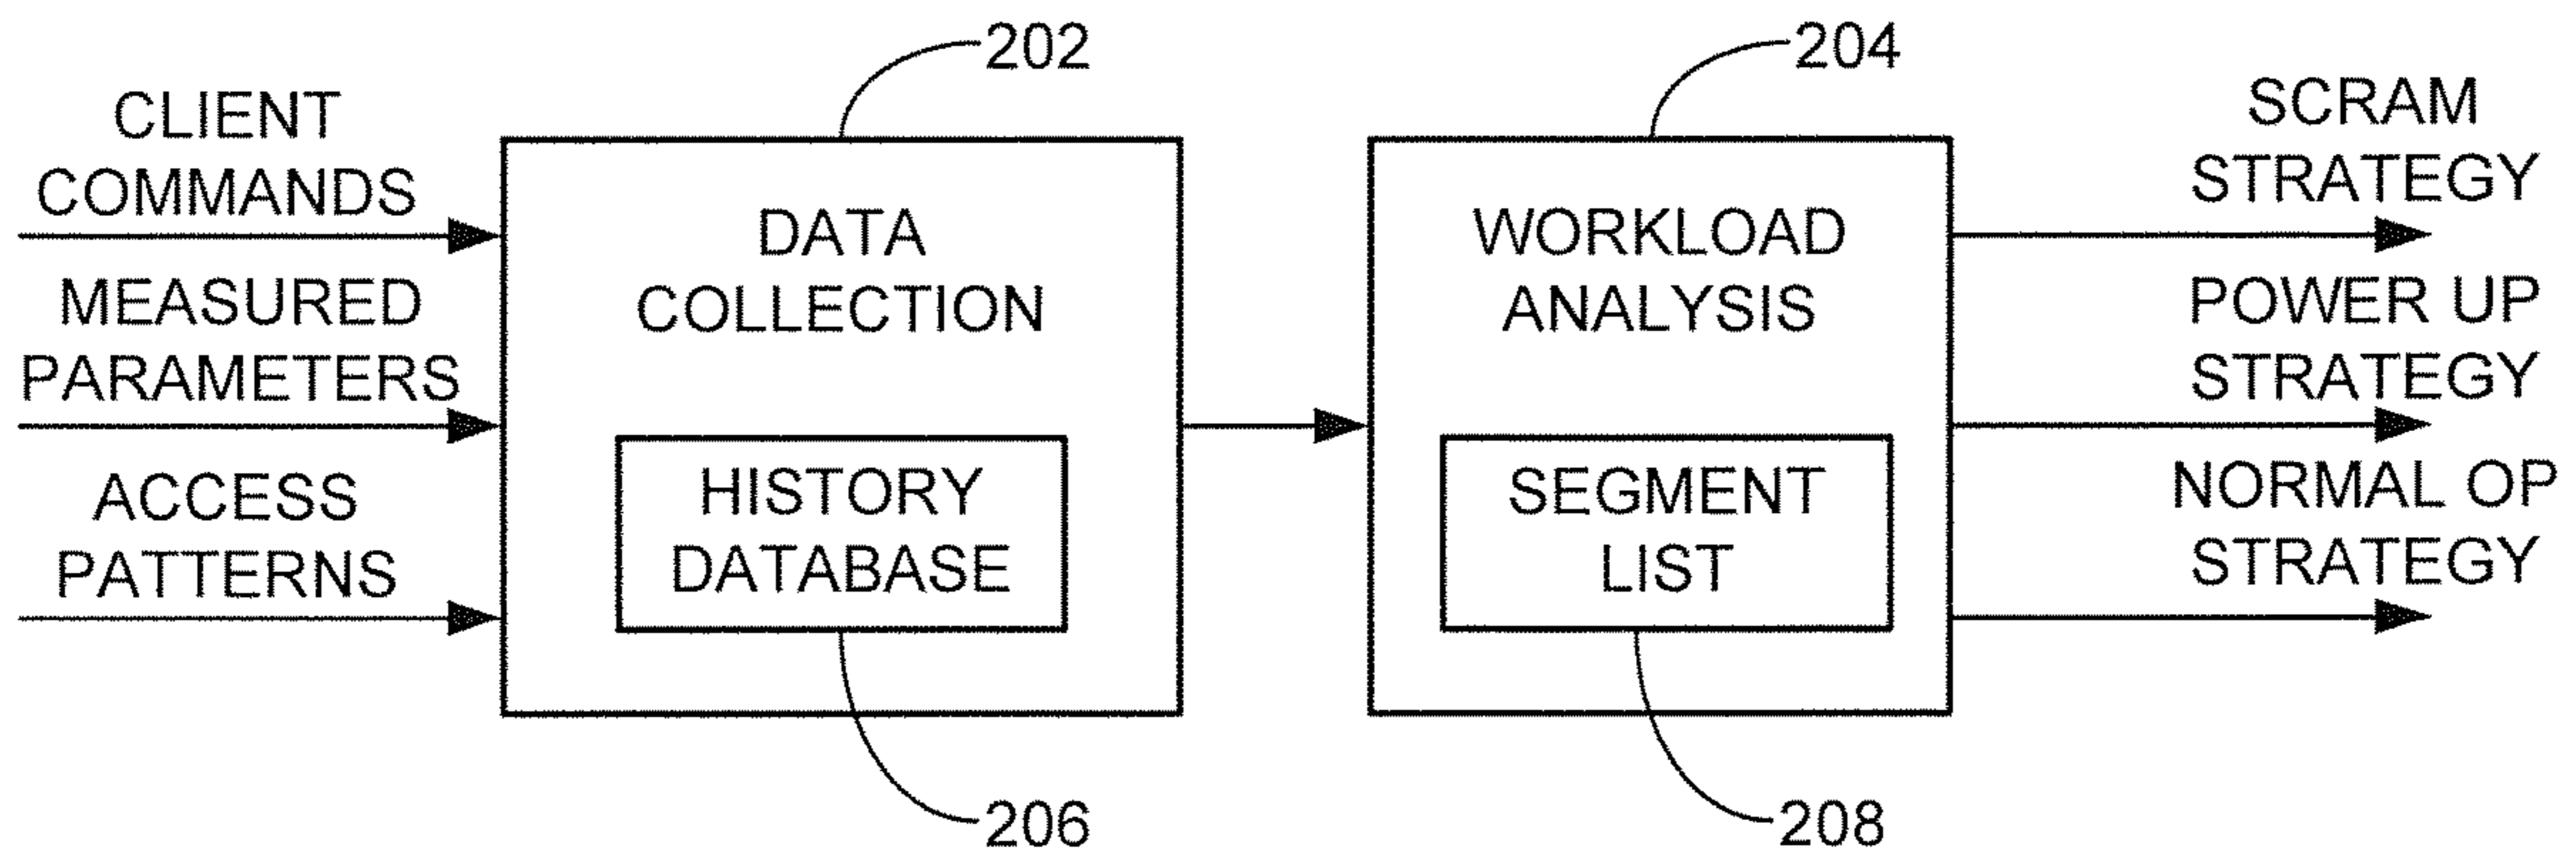 202
204
CLIENT
COMMANDS
MEASURED
PARAMETERS
ACCESS
PATTERNS
DATA
COLLECTION
HISTORY
DATABASE
WORKLOAD
ANALYSIS
SEGMENT
LIST
SCRAM
STRATEGY
POWER UP
STRATEGY
NORMAL OP
STRATEGY
206
208